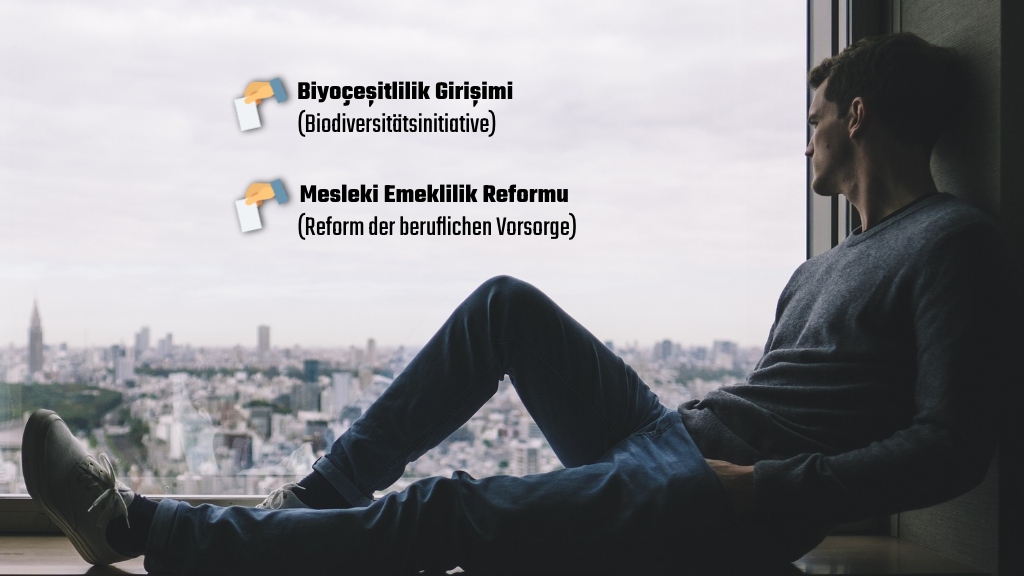 Biyoçeşitlilik Girişimi
(Biodiversitätsinitiative)
Mesleki Emeklilik Reformu
(Reform der beruflichen Vorsorge)